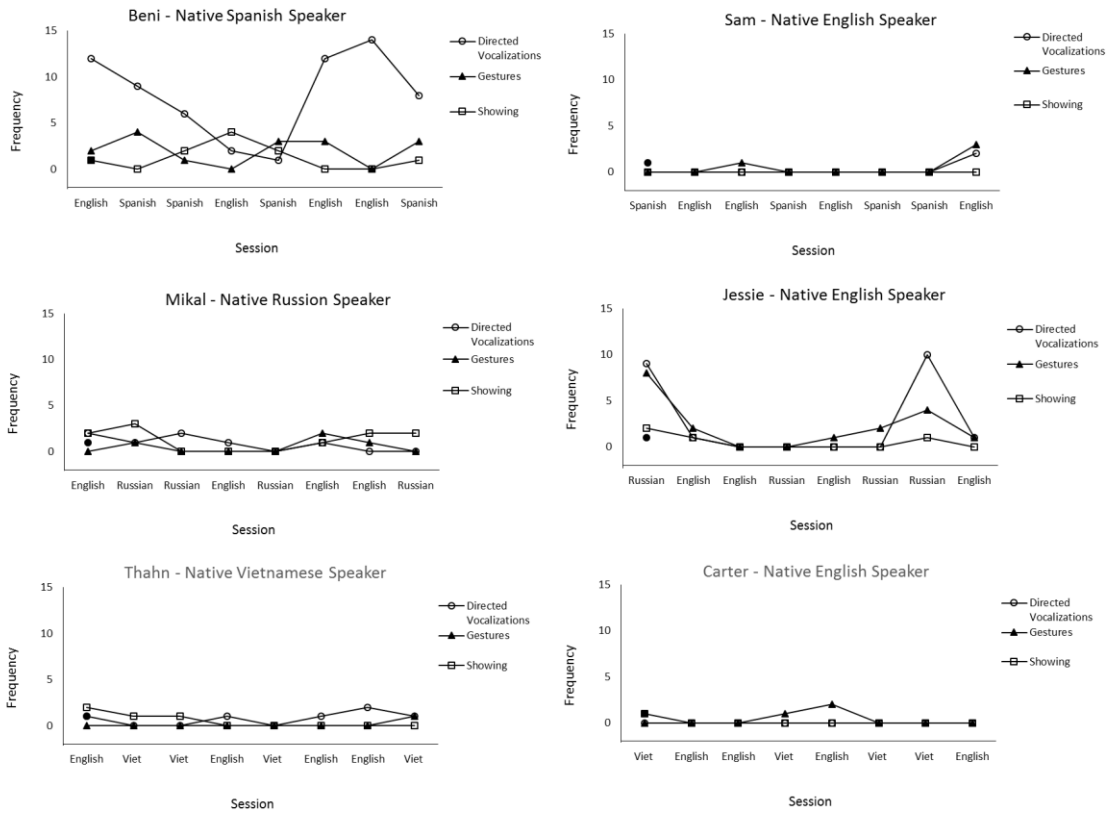 Beni - Native Spanish Speaker
15
10
5
0
Frequency
English Spanish Spanish English Spanish English English Spanish
Session
Directed
Vocalizations
Gestures
Showing
Sam - Native English Speaker
15
10
5
0
Frequency
Spanish English English Spanish English Spanish Spanish English
Session
Directed
Vocalizations
Gestures
Showing
Mikal - Native Russion Speaker
15
10
5
0
Frequency
English Russian Russian English Russian English English Russian
Session
Directed
Vocalizations
Gestures
Showing
Jessie - Native English Speaker
15
10
5
0
Frequency
Russian English English Russian English Russian Russian English
Session
Directed
Vocalizations
Gestures
Showing
Thahn - Native Vietnamese Speaker
15
10
5
0
Frequency
English Viet Viet English Viet English English Viet
Session
Directed
Vocalizations
Gestures
Showing
Carter - Native English Speaker
15
10
5
0
Frequency
Viet English English Viet English Viet Viet English
Session
Directed
Vocalizations
Gestures
Showing